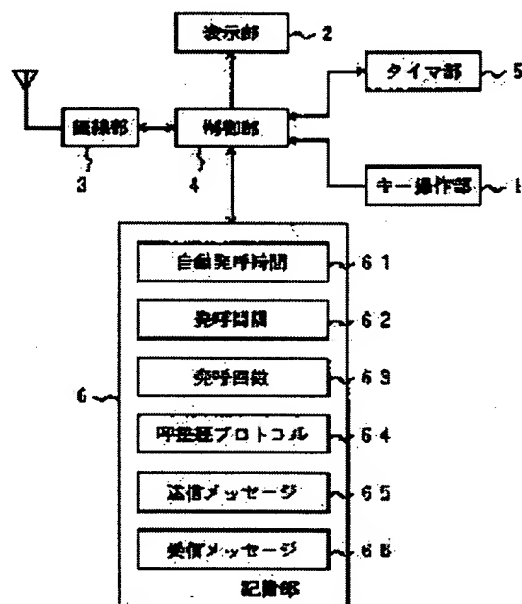 表示部 2
タイマ部 5
無線部
3
制御部
4
キー操作部 1
自動発呼時間 61
発呼間隔 62
発呼回数 63
6
呼接続プロトコル 64
送信メッセージ 65
受信メッセージ 66
記憶部